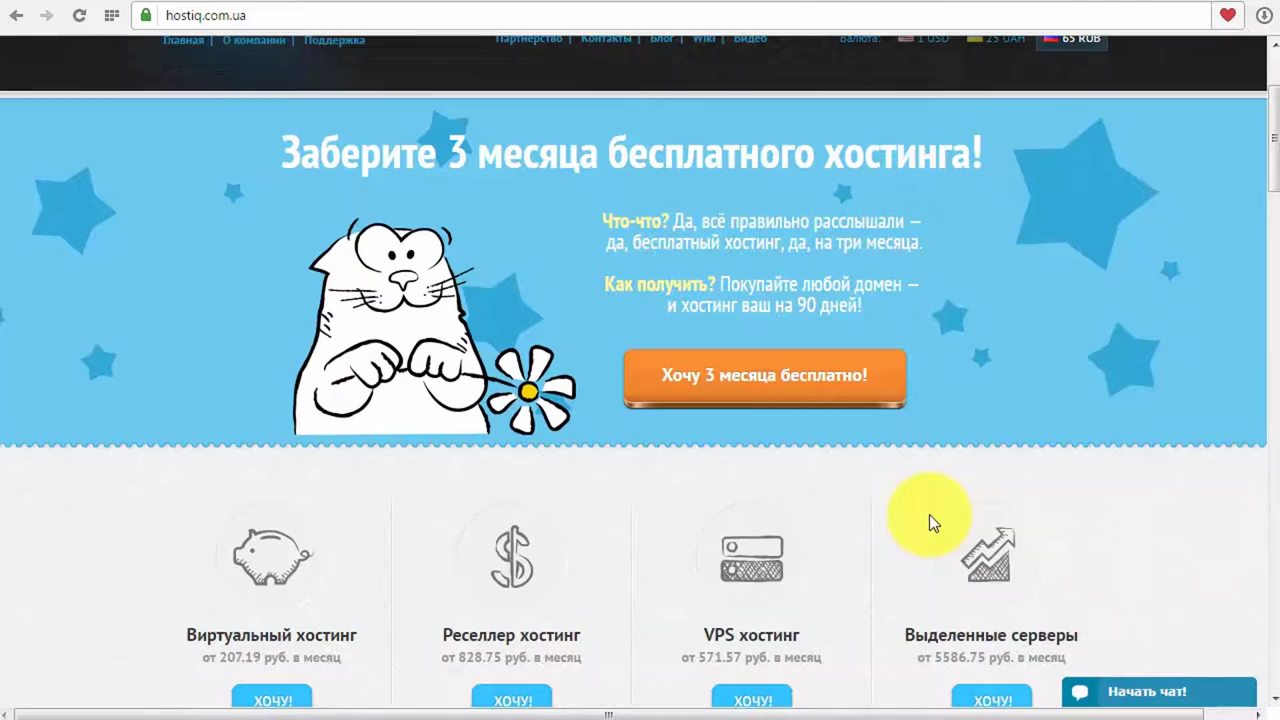 hostiq.com.ua
Главная | О компании | Поддержка
Партнерство | Контакты | Блог | Wiki | Видео
Валюта: 1 USD 25 UAH 65 RUB
Заберите 3 месяца бесплатного хостинга!
Что-что? Да, всё правильно расслышали —
да, бесплатный хостинг, да, на три месяца.
Как получить? Покупайте любой домен —
и хостинг ваш на 90 дней!
Хочу 3 месяца бесплатно!
Виртуальный хостинг
от 207.19 руб. в месяц
ХОЧУ!
Реселлер хостинг
от 828.75 руб. в месяц
ХОЧУ!
VPS хостинг
от 571.57 руб. в месяц
ХОЧУ!
Выделенные серверы
от 5586.75 руб. в месяц
ХОЧУ!
Начать чат!